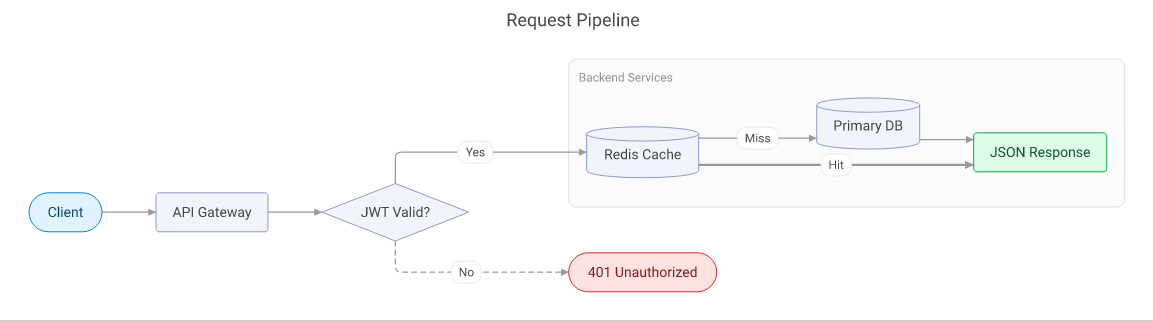 Request Pipeline
Backend Services
Primary DB
Miss
Redis Cache
JSON Response
Yes
Hit
Client
API Gateway
JWT Valid?
No
401 Unauthorized